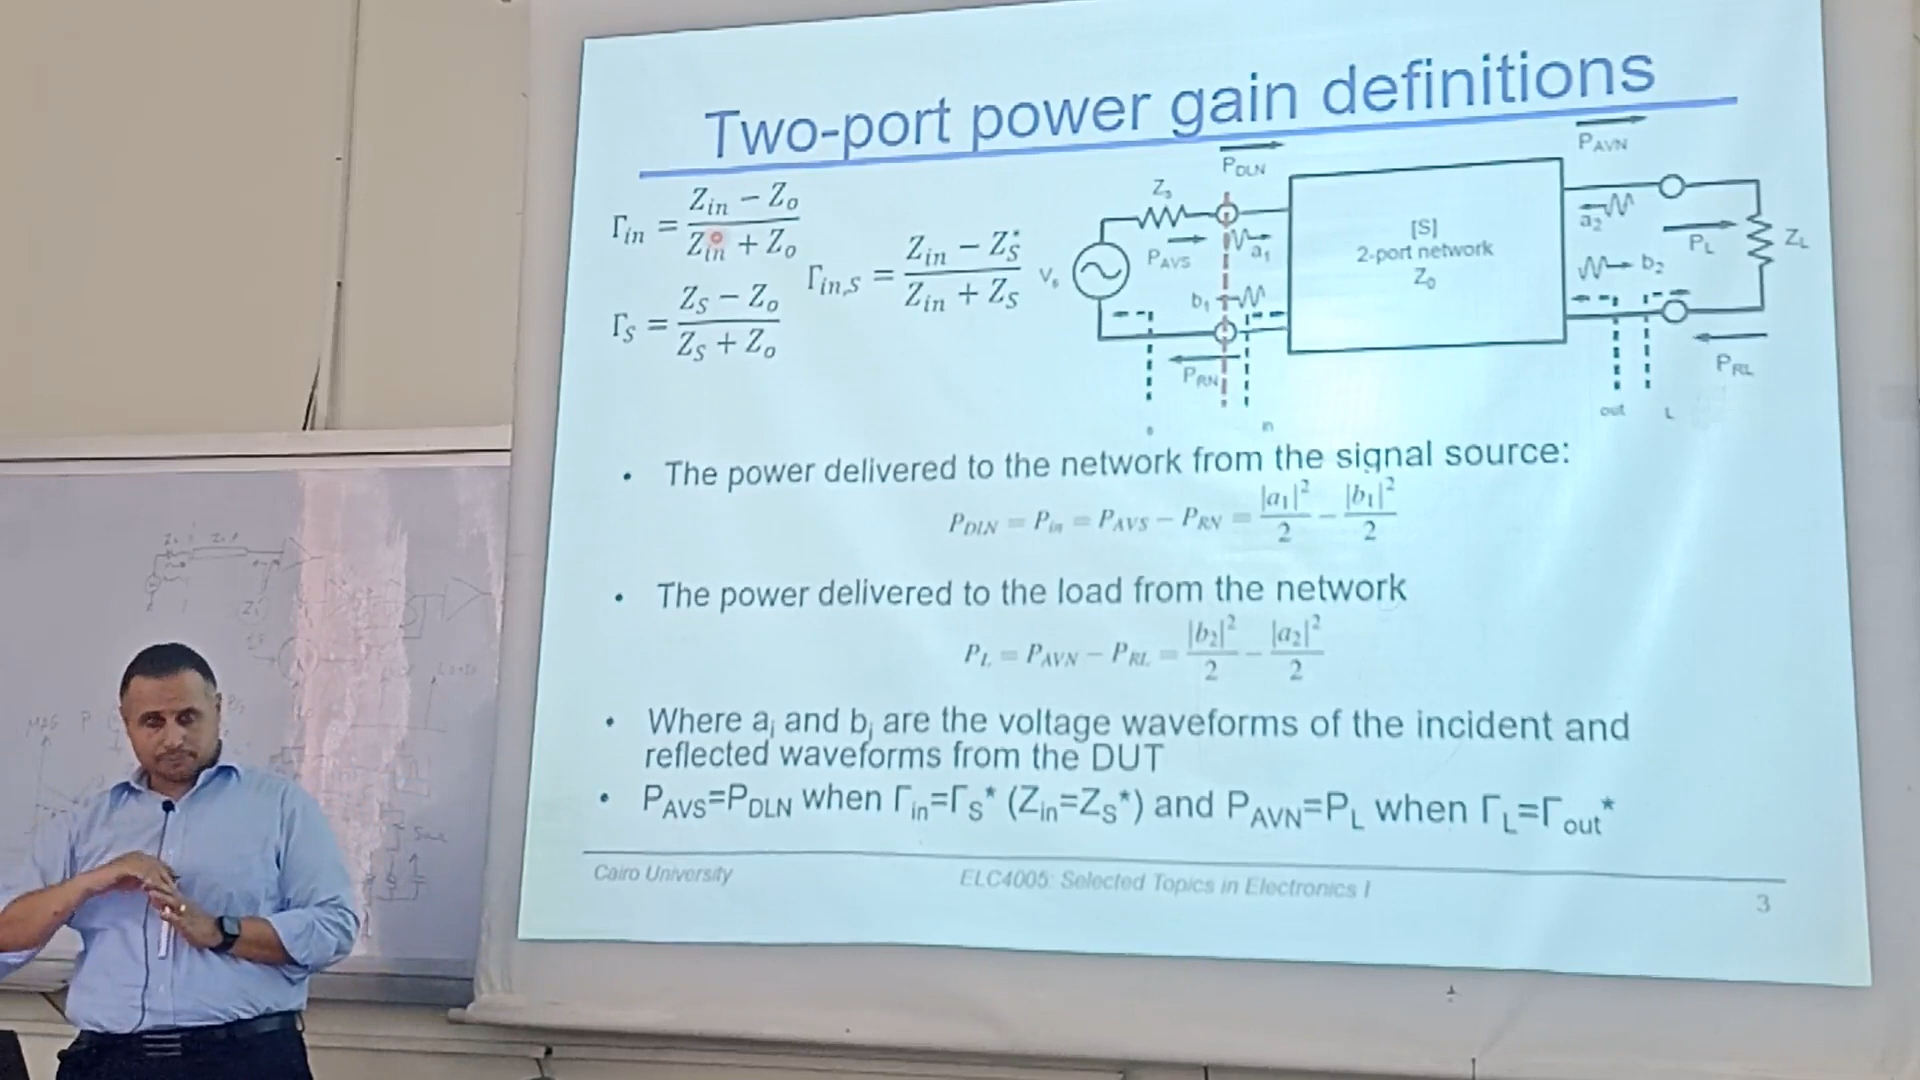 Two-port power gain definitions
Γin = (Zin − Zo) / (Zin + Zo)
Γin,S = (Zin − ZS*) / (Zin + ZS)
ΓS = (ZS − Zo) / (ZS + Zo)
PDLN
PAVN
Zs
PAVS
a1
Vs
b1
PRN
s
in
[S]
2-port network
Z0
a2
PL
ZL
b2
PRL
out
L
• The power delivered to the network from the signal source:
PDLN = Pin = PAVS − PRN = |a1|²/2 − |b1|²/2
• The power delivered to the load from the network
PL = PAVN − PRL = |b2|²/2 − |a2|²/2
• Where ai and bi are the voltage waveforms of the incident and
reflected waveforms from the DUT
• PAVS=PDLN when Γin=ΓS* (Zin=ZS*) and PAVN=PL when ΓL=Γout*
Cairo University
ELC4005: Selected Topics in Electronics I
3
MAG